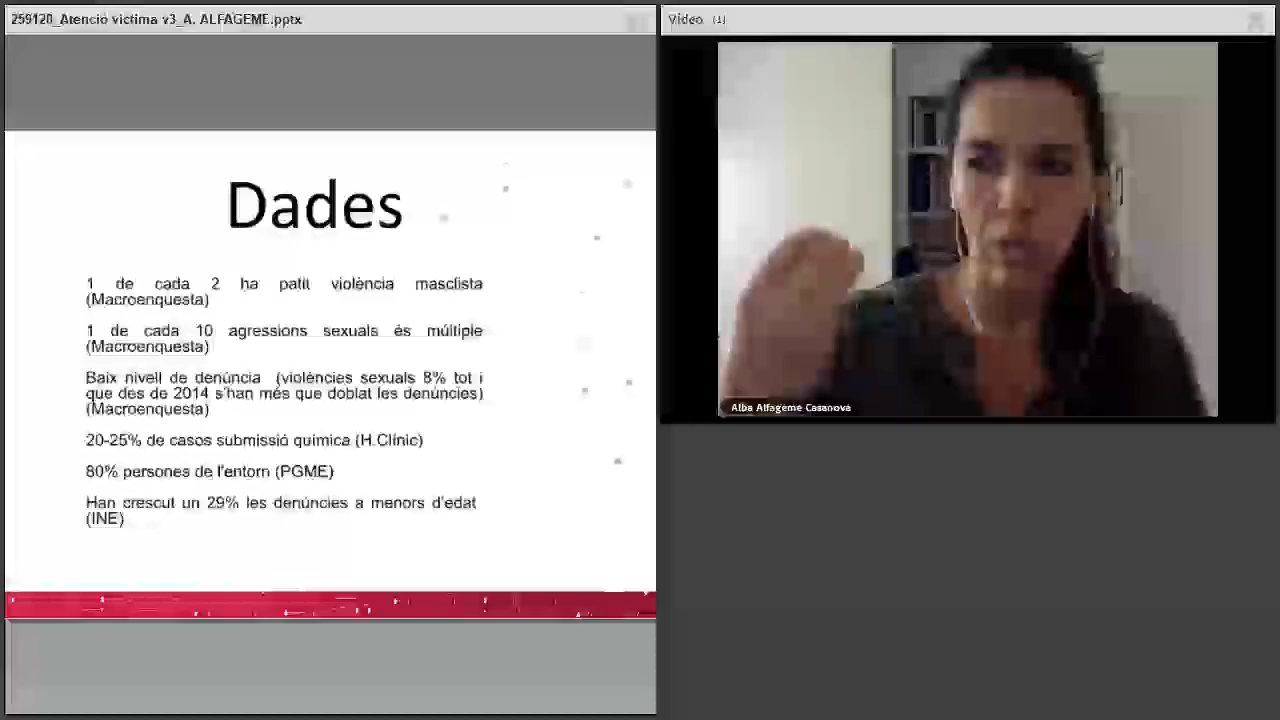 259120_Atenció victima v3_A. ALFAGEME.pptx
Video (1)
Dades
1 de cada 2 ha patit violència masclista
(Macroenquesta)
1 de cada 10 agressions sexuals és múltiple
(Macroenquesta)
Baix nivell de denúncia (violències sexuals 8% tot i
que des de 2014 s'han més que doblat les denúncies)
(Macroenquesta)
20-25% de casos submissió química (H.Clínic)
80% persones de l'entorn (PGME)
Han crescut un 29% les denúncies a menors d'edat
(INE)
Alba Alfageme Casanova